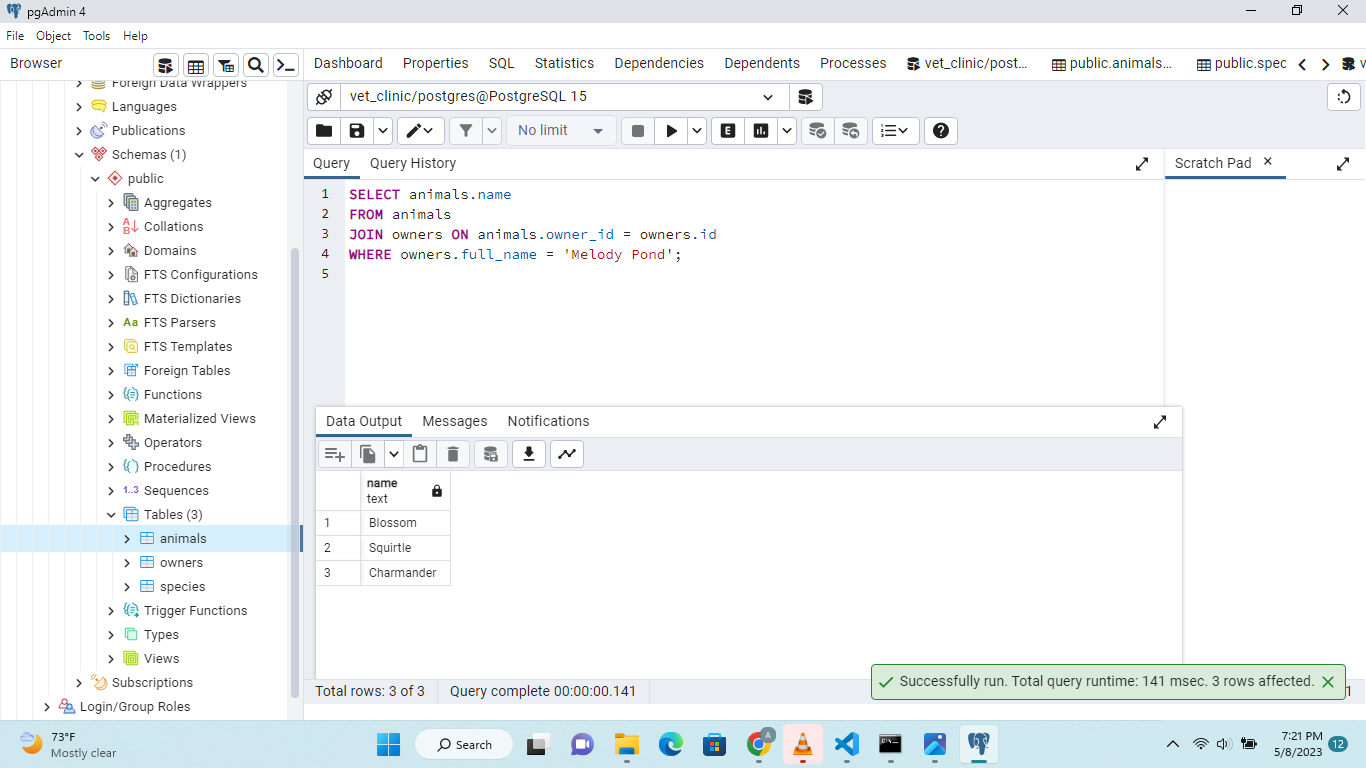 pgAdmin 4
File Object Tools Help
Browser
Dashboard Properties SQL Statistics Dependencies Dependents Processes vet_clinic/post... public.animals... public.spec v
Foreign Data Wrappers
Languages
Publications
Schemas (1)
public
Aggregates
Collations
Domains
FTS Configurations
FTS Dictionaries
Aa FTS Parsers
FTS Templates
Foreign Tables
Functions
Materialized Views
Operators
Procedures
1..3 Sequences
Tables (3)
animals
owners
species
Trigger Functions
Types
Views
Subscriptions
Login/Group Roles
vet_clinic/postgres@PostgreSQL 15
No limit
E
Query Query History
Scratch Pad
1 SELECT animals.name
2 FROM animals
3 JOIN owners ON animals.owner_id = owners.id
4 WHERE owners.full_name = 'Melody Pond';
5
Data Output Messages Notifications
name
text
1 Blossom
2 Squirtle
3 Charmander
Successfully run. Total query runtime: 141 msec. 3 rows affected.
Total rows: 3 of 3 Query complete 00:00:00.141
1
73°F
Mostly clear
Search
A
7:21 PM
5/8/2023
12